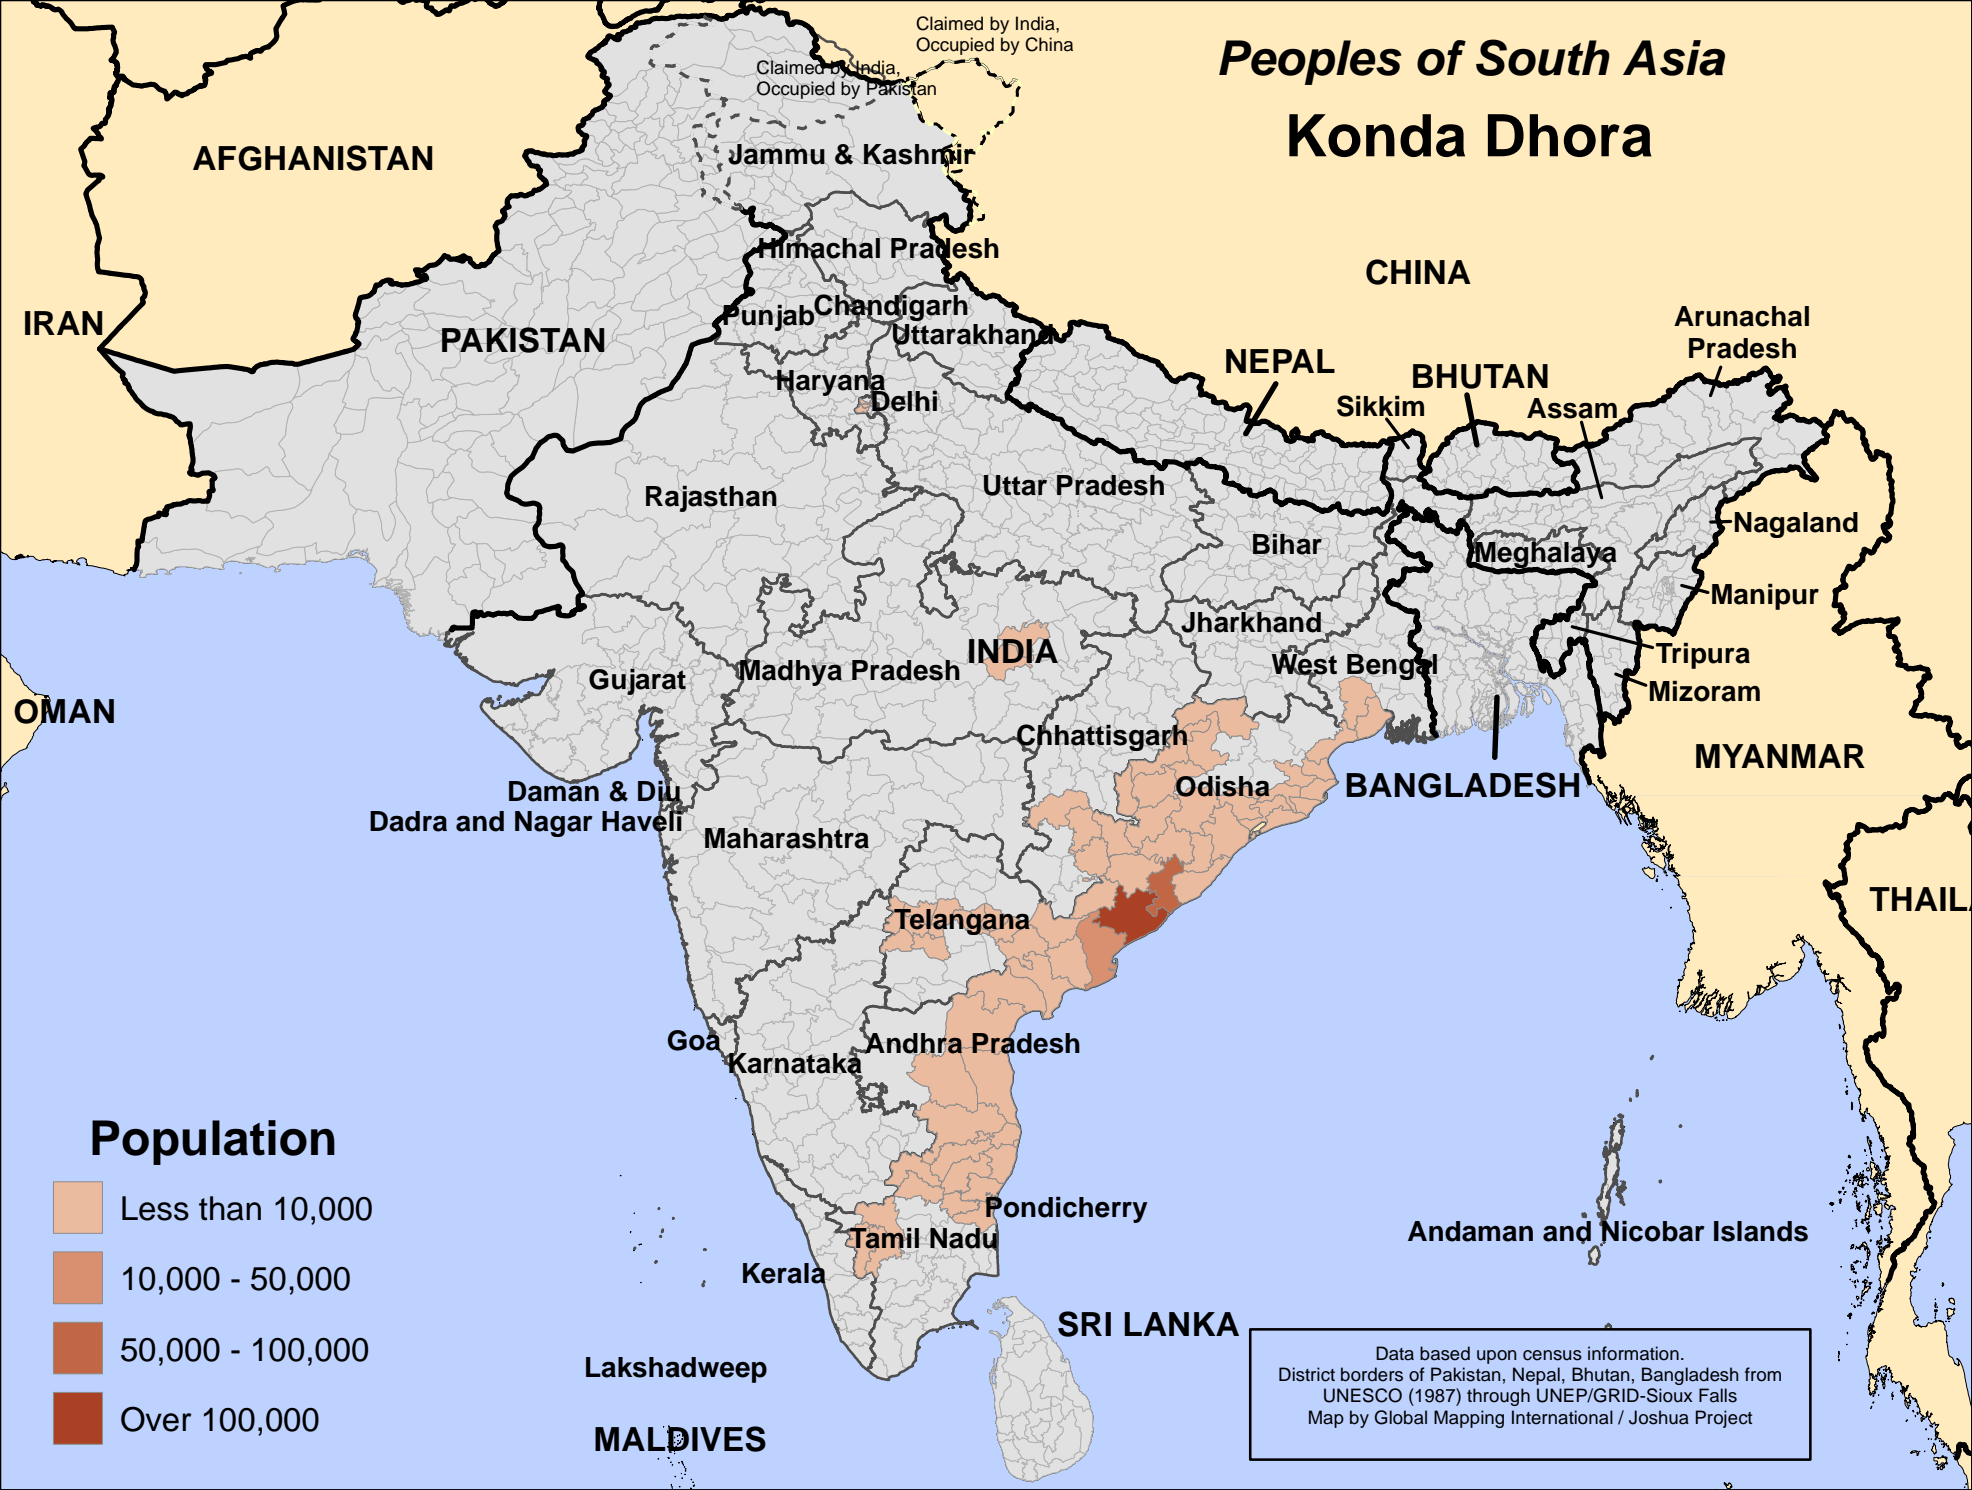 Claimed by India,
Occupied by China
Peoples of South Asia
Konda Dhora
Claimed by India,
Occupied by Pakistan
AFGHANISTAN
Jammu & Kashmir
Himachal Pradesh
CHINA
IRAN
PAKISTAN
Punjab
Chandigarh
Uttarakhand
Arunachal
Pradesh
NEPAL
BHUTAN
Haryana
Delhi
Sikkim
Assam
Rajasthan
Uttar Pradesh
Nagaland
Bihar
Meghalaya
Manipur
Jharkhand
INDIA
Tripura
West Bengal
Madhya Pradesh
Gujarat
Mizoram
OMAN
Chhattisgarh
MYANMAR
Odisha
BANGLADESH
Daman & Diu
Dadra and Nagar Haveli
Maharashtra
THAIL
Telangana
Goa
Andhra Pradesh
Karnataka
Pondicherry
Tamil Nadu
Andaman and Nicobar Islands
Kerala
SRI LANKA
Lakshadweep
MALDIVES
Population
Less than 10,000
10,000 - 50,000
50,000 - 100,000
Over 100,000
Data based upon census information.
District borders of Pakistan, Nepal, Bhutan, Bangladesh from
UNESCO (1987) through UNEP/GRID-Sioux Falls
Map by Global Mapping International / Joshua Project